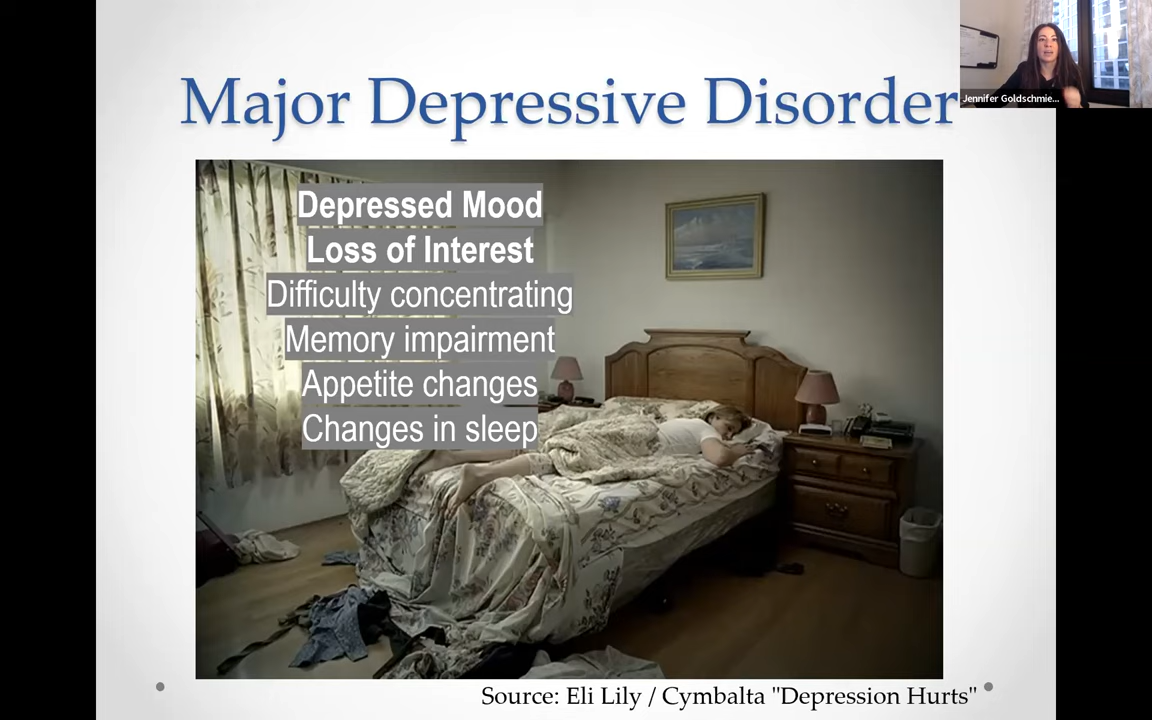 Major Depressive Disorder
Jennifer Goldschmie...
Depressed Mood
Loss of Interest
Difficulty concentrating
Memory impairment
Appetite changes
Changes in sleep
Source: Eli Lily / Cymbalta "Depression Hurts"